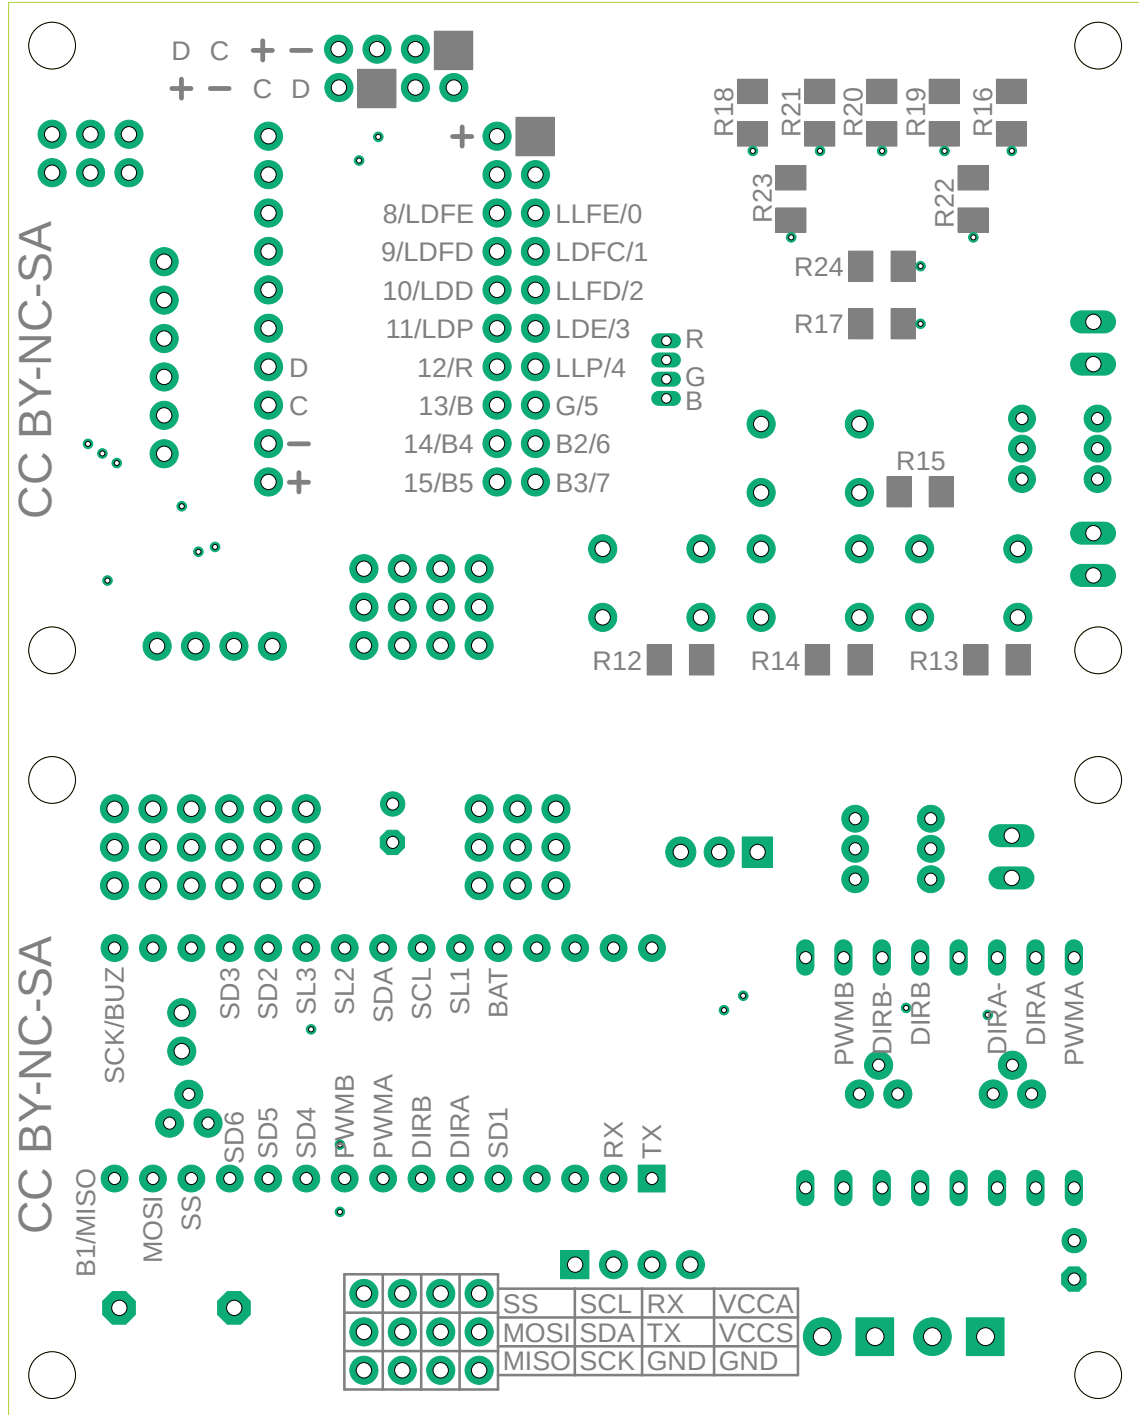 D C + −
+ − C D
+
R18
R21
R20
R19
R16
R23
R22
CC BY-NC-SA
8/LDFE LLFE/0
9/LDFD LDFC/1
10/LDD LLFD/2
11/LDP LDE/3
12/R LLP/4
13/B G/5
14/B4 B2/6
15/B5 B3/7
D
C
−
+
R
G
B
R24
R17
R15
R12
R14
R13
CC BY-NC-SA
SCK/BUZ
SD3
SD2
SL3
SL2
SDA
SCL
SL1
BAT
PWMB
DIRB-
DIRB
DIRA-
DIRA
PWMA
B1/MISO
MOSI
SS
SD6
SD5
SD4
PWMB
PWMA
DIRB
DIRA
SD1
RX
TX
SS SCL RX VCCA
MOSI SDA TX VCCS
MISO SCK GND GND